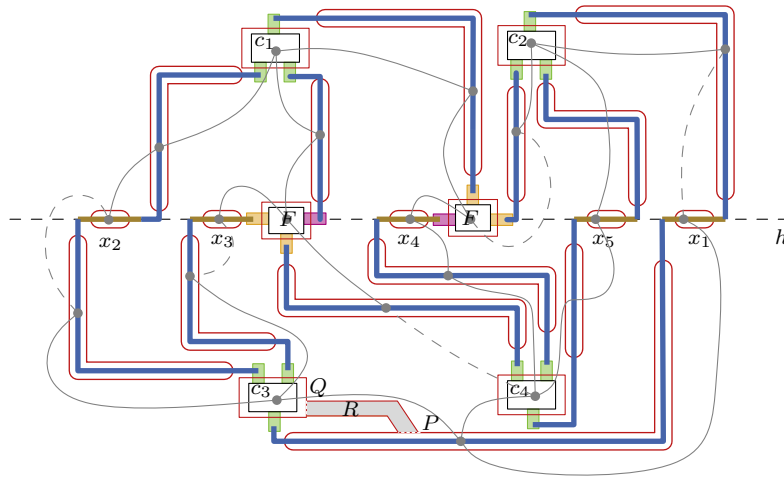 c₁
c₂
F
F
x₂
x₃
x₄
x₅
x₁
h
c₃
Q
c₄
R
P